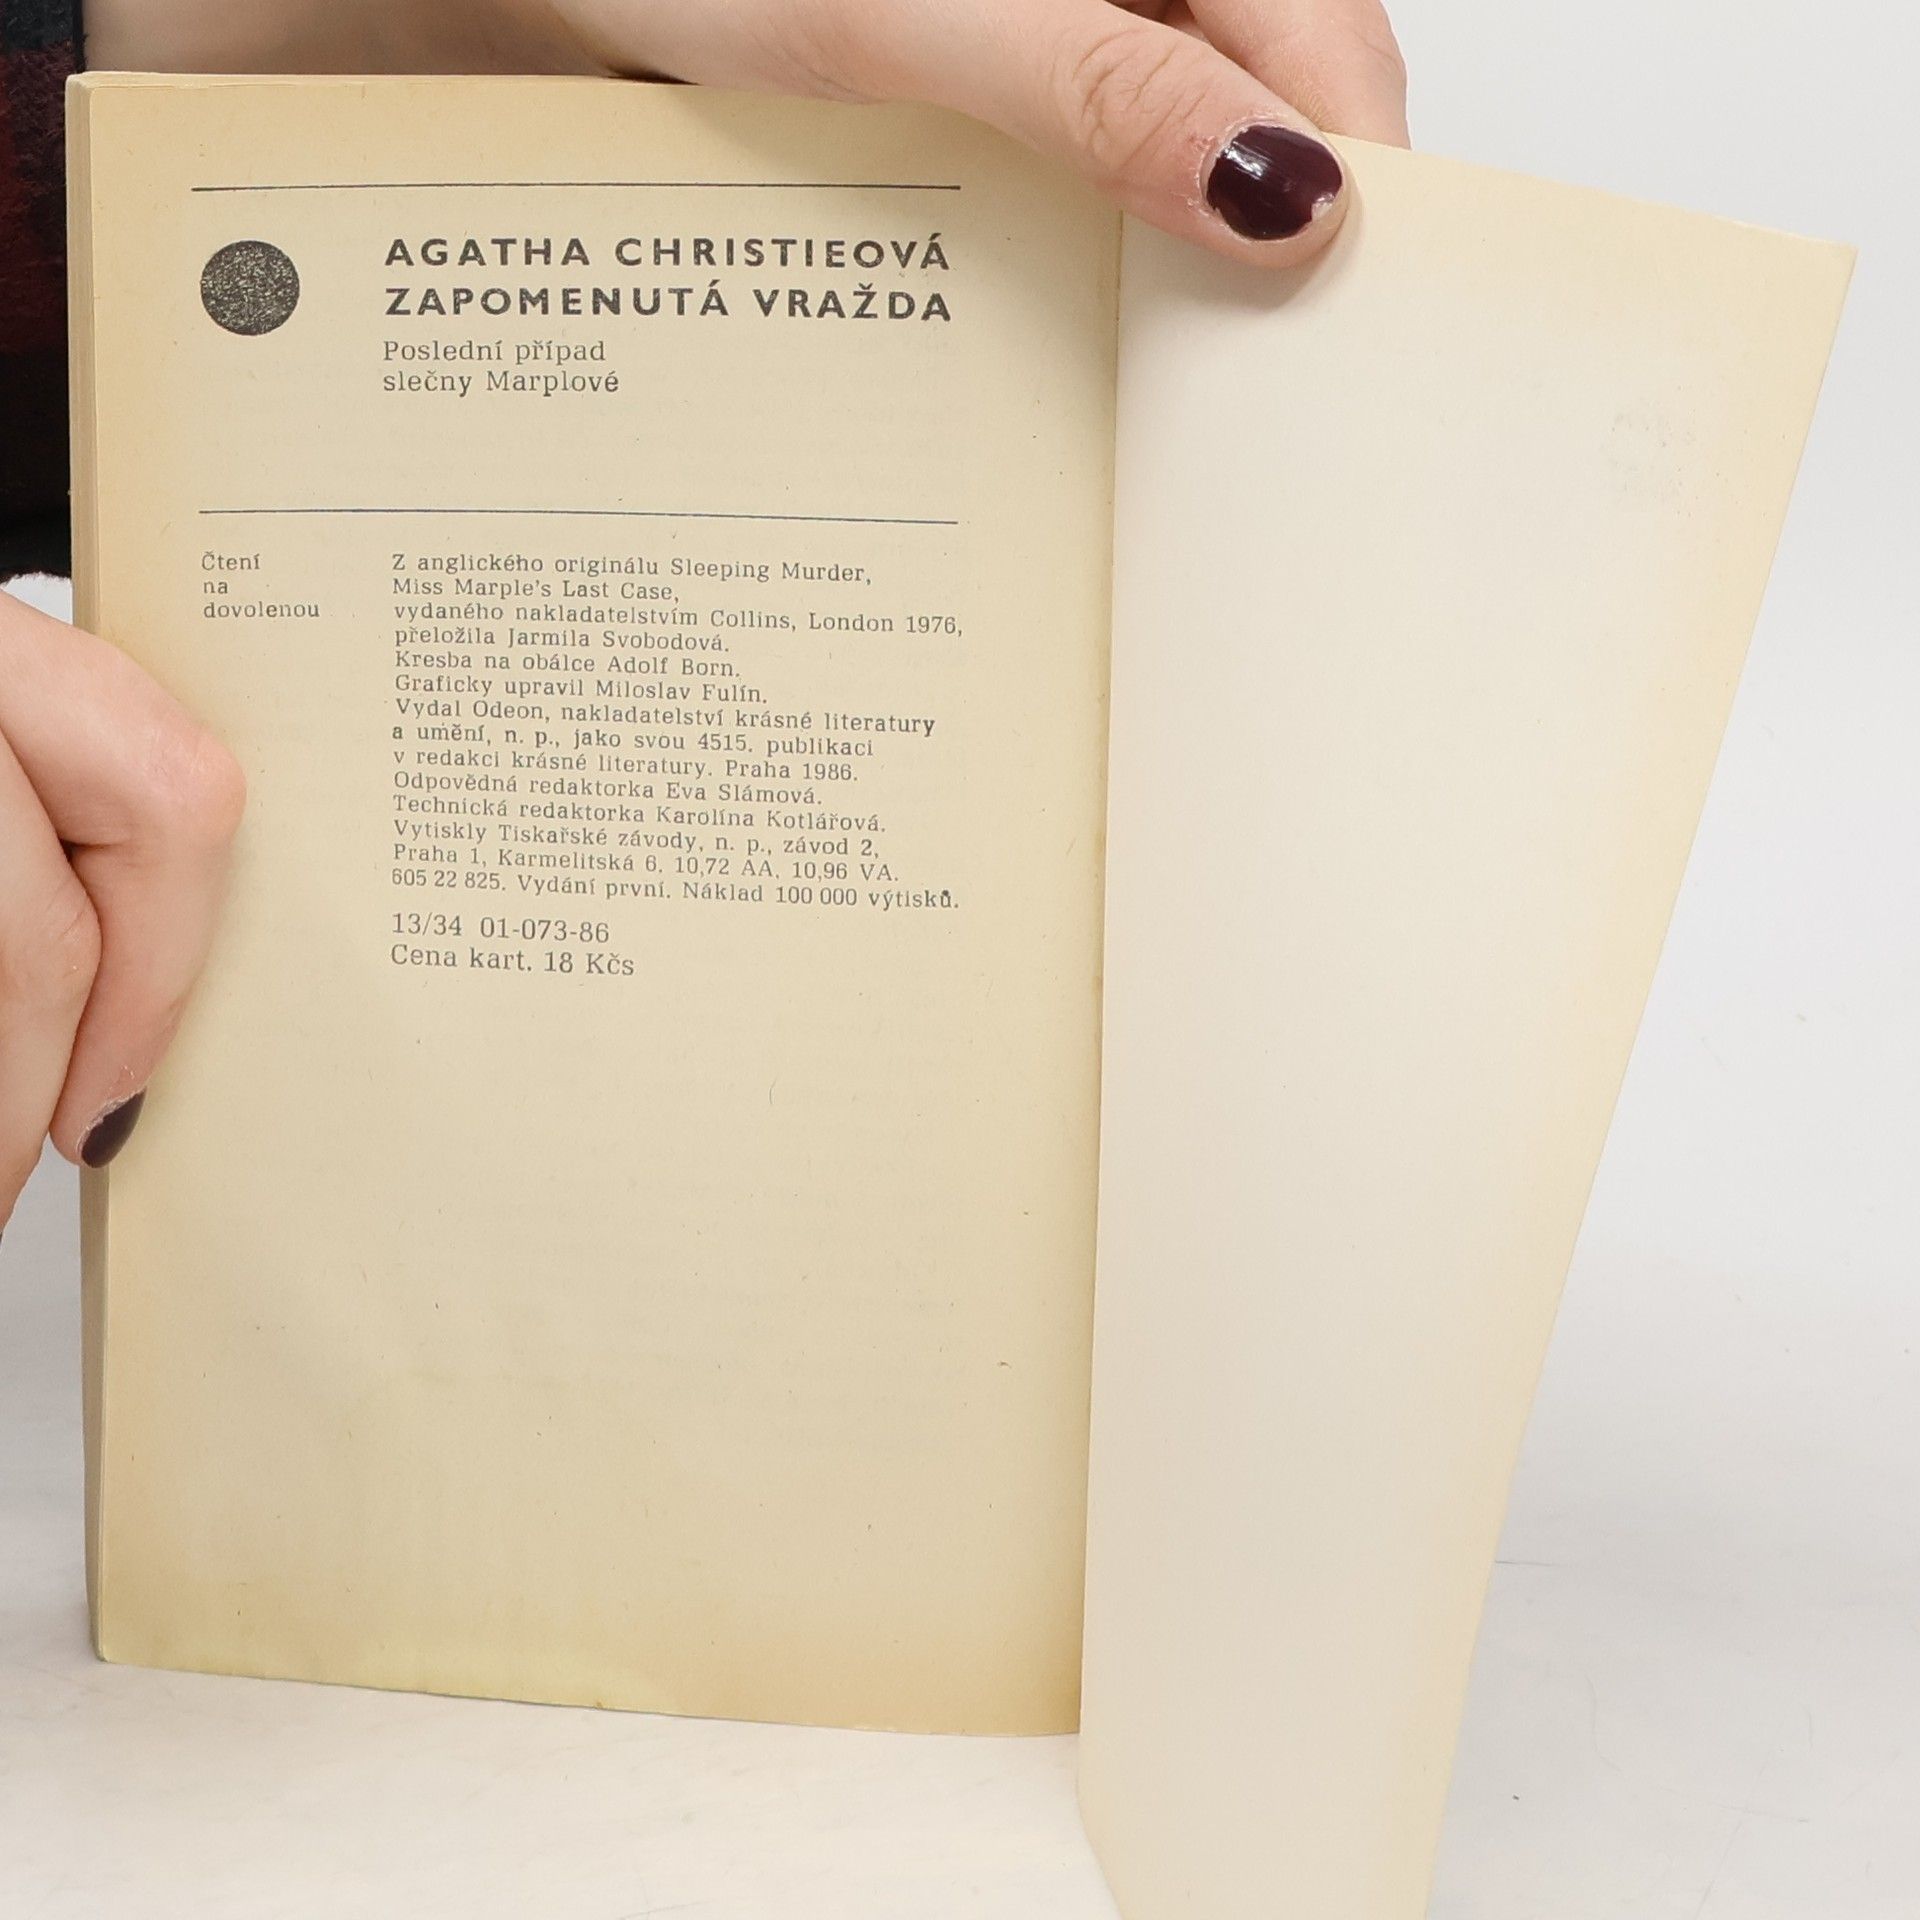 AGATHA CHRISTIEOVÁ
ZAPOMENUTÁ VRAŽDA
Poslední případ
slečny Marplové
Čtení
na
dovolenou
Z anglického originálu Sleeping Murder,
Miss Marple's Last Case,
vydaného nakladatelstvím Collins, London 1976,
přeložila Jarmila Svobodová.
Kresba na obálce Adolf Born.
Graficky upravil Miloslav Fulín.
Vydal Odeon, nakladatelství krásné literatury
a umění, n. p., jako svou 4515. publikaci
v redakci krásné literatury. Praha 1986.
Odpovědná redaktorka Eva Slámová.
Technická redaktorka Karolína Kotlářová.
Vytiskly Tiskařské závody, n. p., závod 2,
Praha 1, Karmelitská 6. 10,72 AA. 10,96 VA.
605 22 825. Vydání první. Náklad 100 000 výtisků.
13/34 01-073-86
Cena kart. 18 Kčs